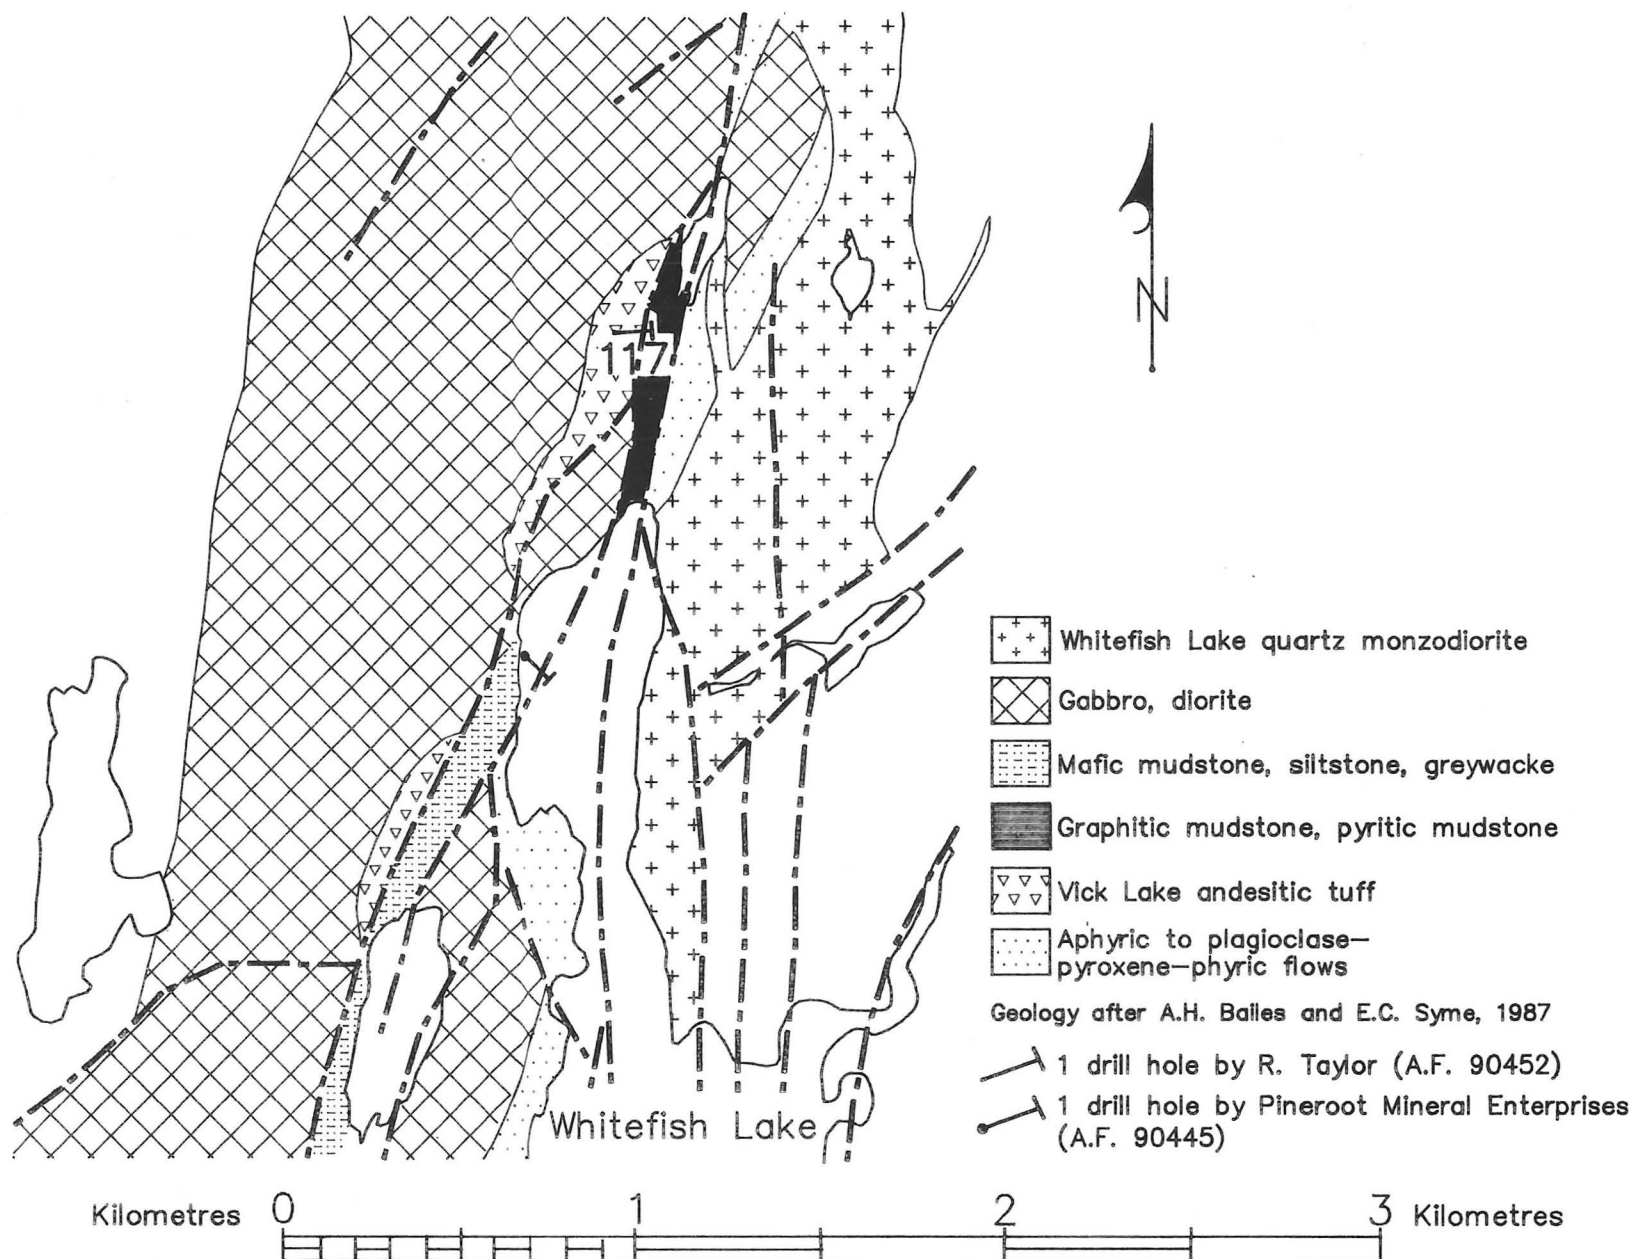 117
N
Whitefish Lake quartz monzodiorite
Gabbro, diorite
Mafic mudstone, siltstone, greywacke
Graphitic mudstone, pyritic mudstone
Vick Lake andesitic tuff
Aphyric to plagioclase—
pyroxene—phyric flows
Geology after A.H. Bailes and E.C. Syme, 1987
1 drill hole by R. Taylor (A.F. 90452)
1 drill hole by Pineroot Mineral Enterprises
(A.F. 90445)
Whitefish Lake
Kilometres 0 1 2 3 Kilometres